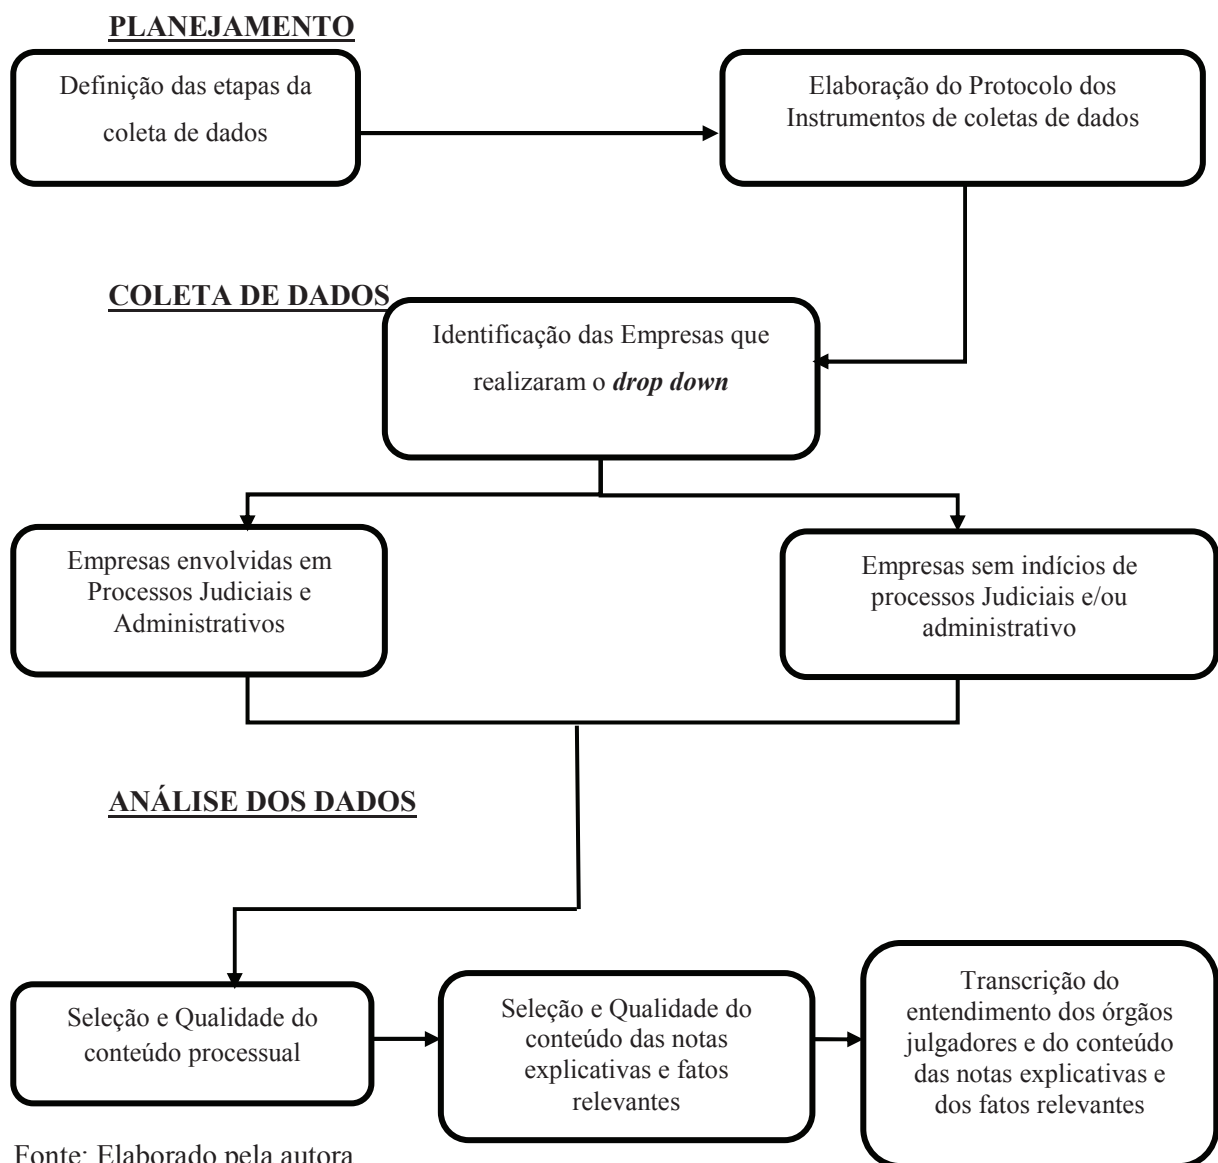 PLANEJAMENTO
Definição das etapas da
coleta de dados
Elaboração do Protocolo dos
Instrumentos de coletas de dados
COLETA DE DADOS
Identificação das Empresas que
realizaram o drop down
Empresas envolvidas em
Processos Judiciais e
Administrativos
Empresas sem indícios de
processos Judiciais e/ou
administrativo
ANÁLISE DOS DADOS
Seleção e Qualidade do
conteúdo processual
Seleção e Qualidade do
conteúdo das notas
explicativas e fatos
relevantes
Transcrição do
entendimento dos órgãos
julgadores e do conteúdo
das notas explicativas e
dos fatos relevantes
Fonte: Elaborado pela autora